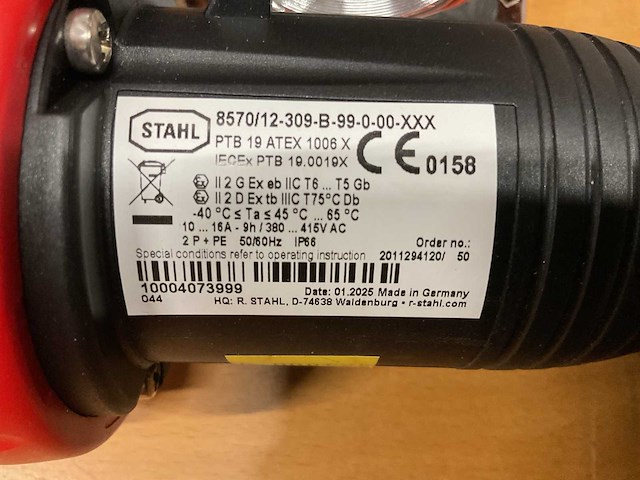 STAHL
8570/12-309-B-99-0-00-XXX
PTB 19 ATEX 1006 X
IECEx PTB 19.0019X
CE 0158
Ex II 2 G Ex eb IIC T6 ... T5 Gb
Ex II 2 D Ex tb IIIC T75°C Db
-40 °C ≤ Ta ≤ 45 °C ... 65 °C
10 ... 16A - 9h / 380 ... 415V AC
2 P + PE 50/60Hz IP66
Order no.:
Special conditions refer to operating instruction 2011294120/ 50
10004073999
Date: 01.2025 Made in Germany
044
HQ: R. STAHL, D-74638 Waldenburg • r-stahl.com